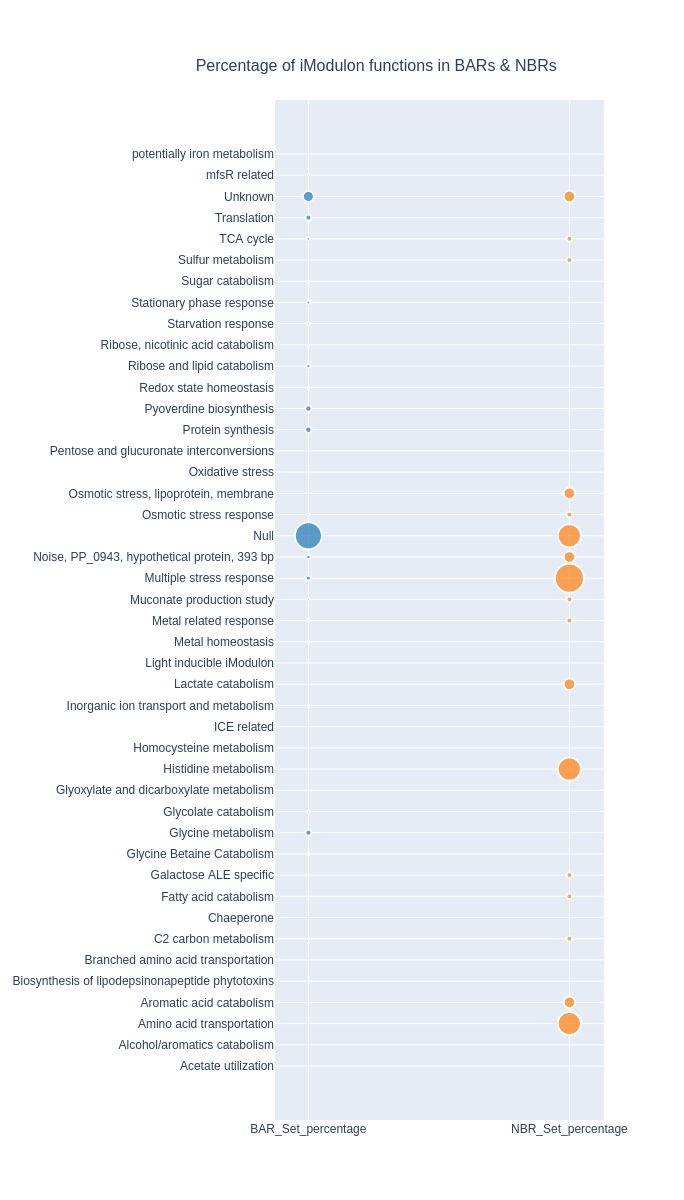 Percentage of iModulon functions in BARs & NBRs
potentially iron metabolism
mfsR related
Unknown
Translation
TCA cycle
Sulfur metabolism
Sugar catabolism
Stationary phase response
Starvation response
Ribose, nicotinic acid catabolism
Ribose and lipid catabolism
Redox state homeostasis
Pyoverdine biosynthesis
Protein synthesis
Pentose and glucuronate interconversions
Oxidative stress
Osmotic stress, lipoprotein, membrane
Osmotic stress response
Null
Noise, PP_0943, hypothetical protein, 393 bp
Multiple stress response
Muconate production study
Metal related response
Metal homeostasis
Light inducible iModulon
Lactate catabolism
Inorganic ion transport and metabolism
ICE related
Homocysteine metabolism
Histidine metabolism
Glyoxylate and dicarboxylate metabolism
Glycolate catabolism
Glycine metabolism
Glycine Betaine Catabolism
Galactose ALE specific
Fatty acid catabolism
Chaeperone
C2 carbon metabolism
Branched amino acid transportation
Biosynthesis of lipodepsinonapeptide phytotoxins
Aromatic acid catabolism
Amino acid transportation
Alcohol/aromatics catabolism
Acetate utilization
BAR_Set_percentage NBR_Set_percentage